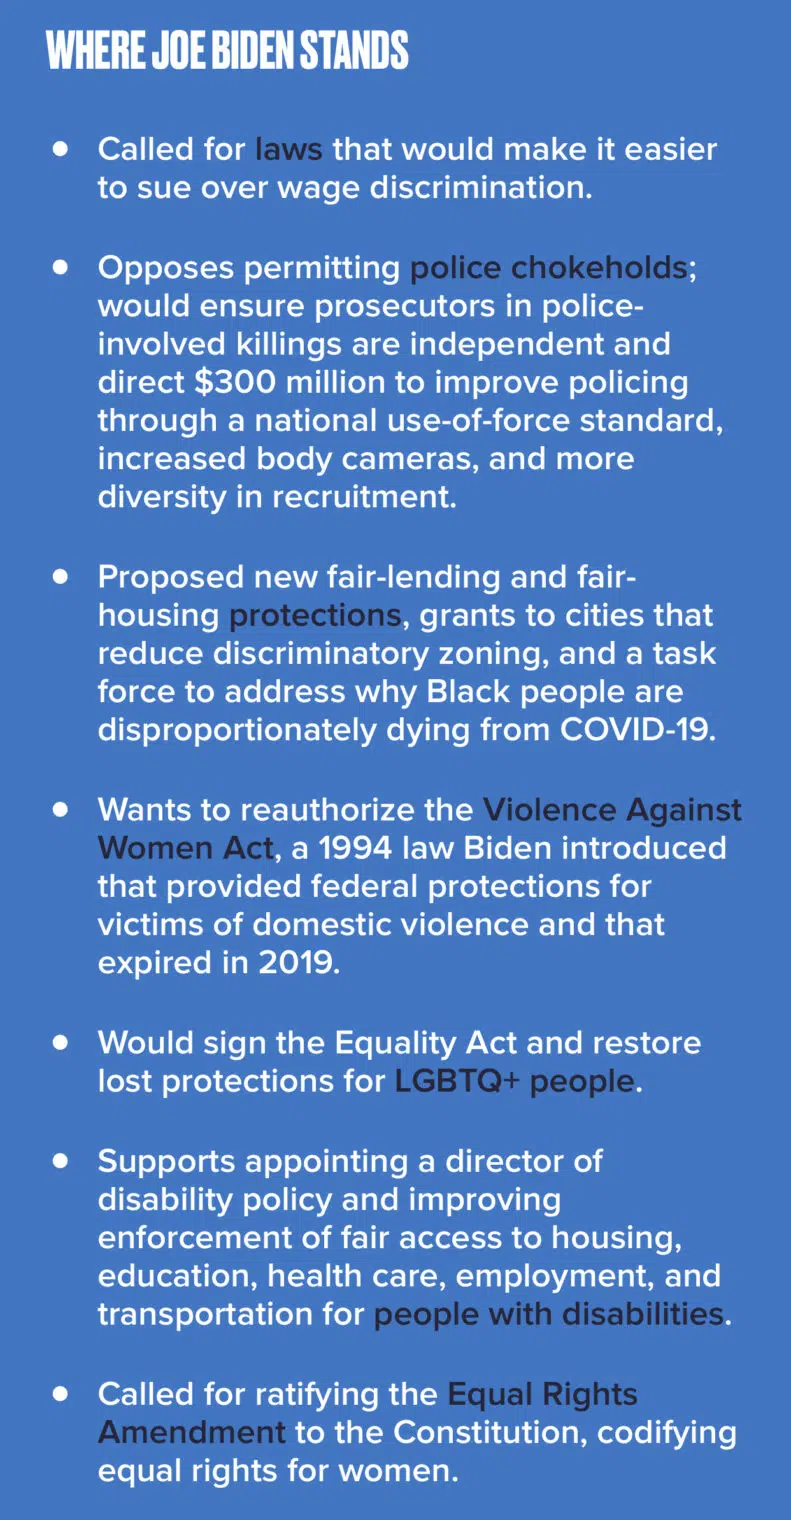 WHERE JOE BIDEN STANDS
• Called for laws that would make it easier
to sue over wage discrimination.
• Opposes permitting police chokeholds;
would ensure prosecutors in police-
involved killings are independent and
direct $300 million to improve policing
through a national use-of-force standard,
increased body cameras, and more
diversity in recruitment.
• Proposed new fair-lending and fair-
housing protections, grants to cities that
reduce discriminatory zoning, and a task
force to address why Black people are
disproportionately dying from COVID-19.
• Wants to reauthorize the Violence Against
Women Act, a 1994 law Biden introduced
that provided federal protections for
victims of domestic violence and that
expired in 2019.
• Would sign the Equality Act and restore
lost protections for LGBTQ+ people.
• Supports appointing a director of
disability policy and improving
enforcement of fair access to housing,
education, health care, employment, and
transportation for people with disabilities.
• Called for ratifying the Equal Rights
Amendment to the Constitution, codifying
equal rights for women.